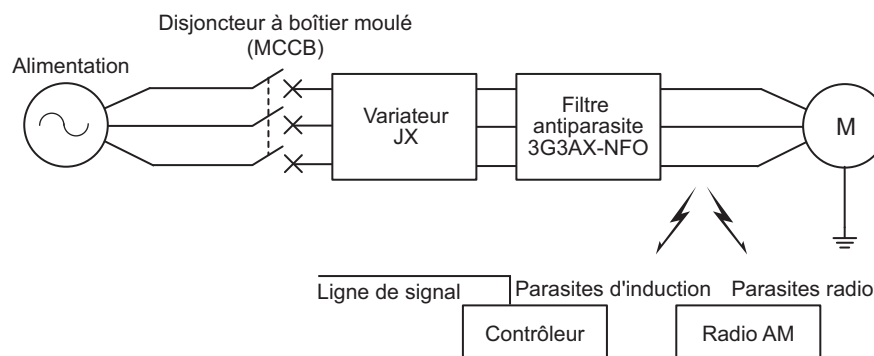 Disjoncteur à boîtier moulé
(MCCB)
Alimentation
Variateur
JX
Filtre
antiparasite
3G3AX-NFO
M
Ligne de signal
Parasites d'induction
Parasites radio
Contrôleur
Radio AM